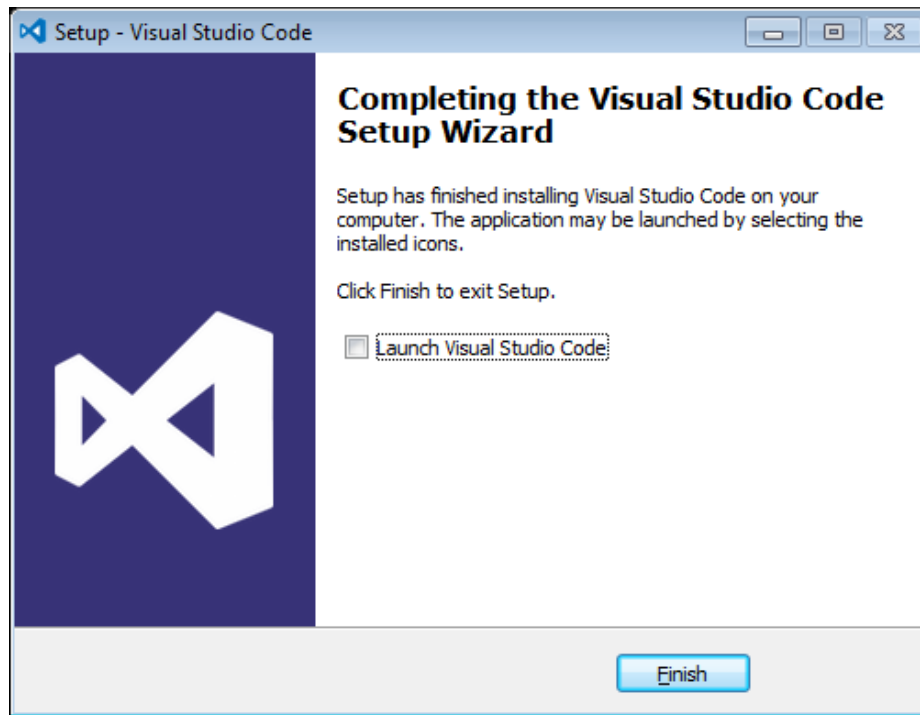 Setup - Visual Studio Code
Completing the Visual Studio Code
Setup Wizard
Setup has finished installing Visual Studio Code on your
computer. The application may be launched by selecting the
installed icons.
Click Finish to exit Setup.
Launch Visual Studio Code
Finish